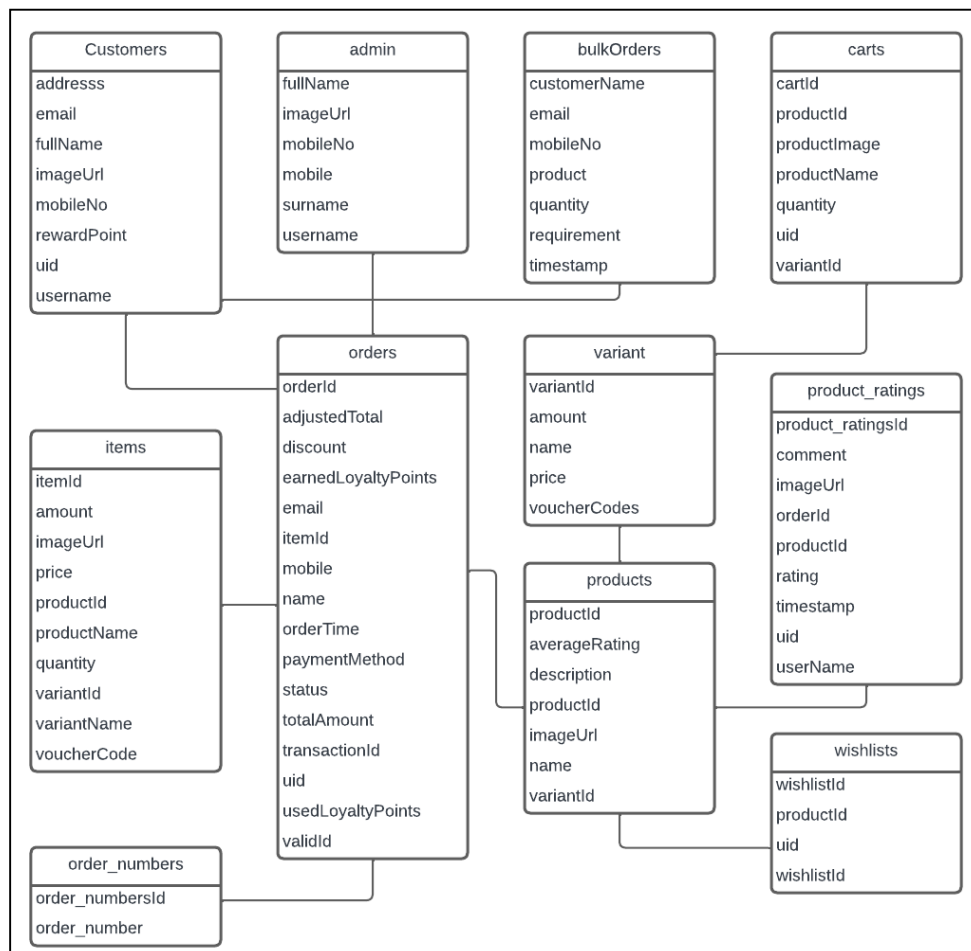 Customers
addresss
email
fullName
imageUrl
mobileNo
rewardPoint
uid
username
admin
fullName
imageUrl
mobileNo
mobile
surname
username
bulkOrders
customerName
email
mobileNo
product
quantity
requirement
timestamp
carts
cartId
productId
productImage
productName
quantity
uid
variantId
orders
orderId
adjustedTotal
discount
earnedLoyaltyPoints
email
itemId
mobile
name
orderTime
paymentMethod
status
totalAmount
transactionId
uid
usedLoyaltyPoints
validId
variant
variantId
amount
name
price
voucherCodes
product_ratings
product_ratingsId
comment
imageUrl
orderId
productId
rating
timestamp
uid
userName
items
itemId
amount
imageUrl
price
productId
productName
quantity
variantId
variantName
voucherCode
products
productId
averageRating
description
productId
imageUrl
name
variantId
wishlists
wishlistId
productId
uid
wishlistId
order_numbers
order_numbersId
order_number